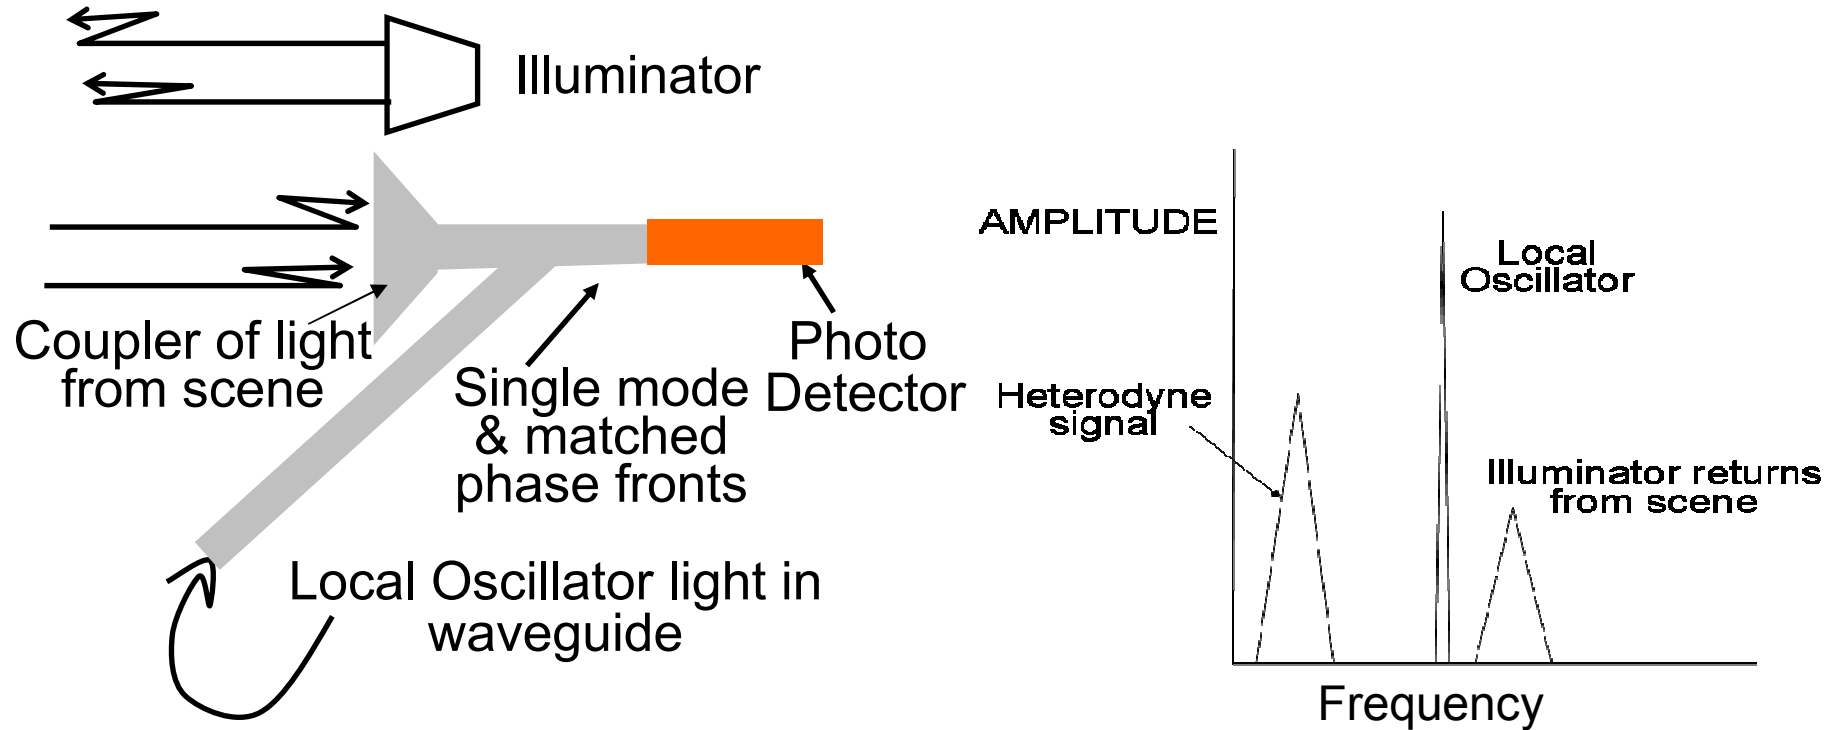 Illuminator
Coupler of light
from scene
Single mode
& matched
phase fronts
Photo
Detector
Local Oscillator light in
waveguide
AMPLITUDE
Local
Oscillator
Heterodyne
signal
Illuminator returns
from scene
Frequency